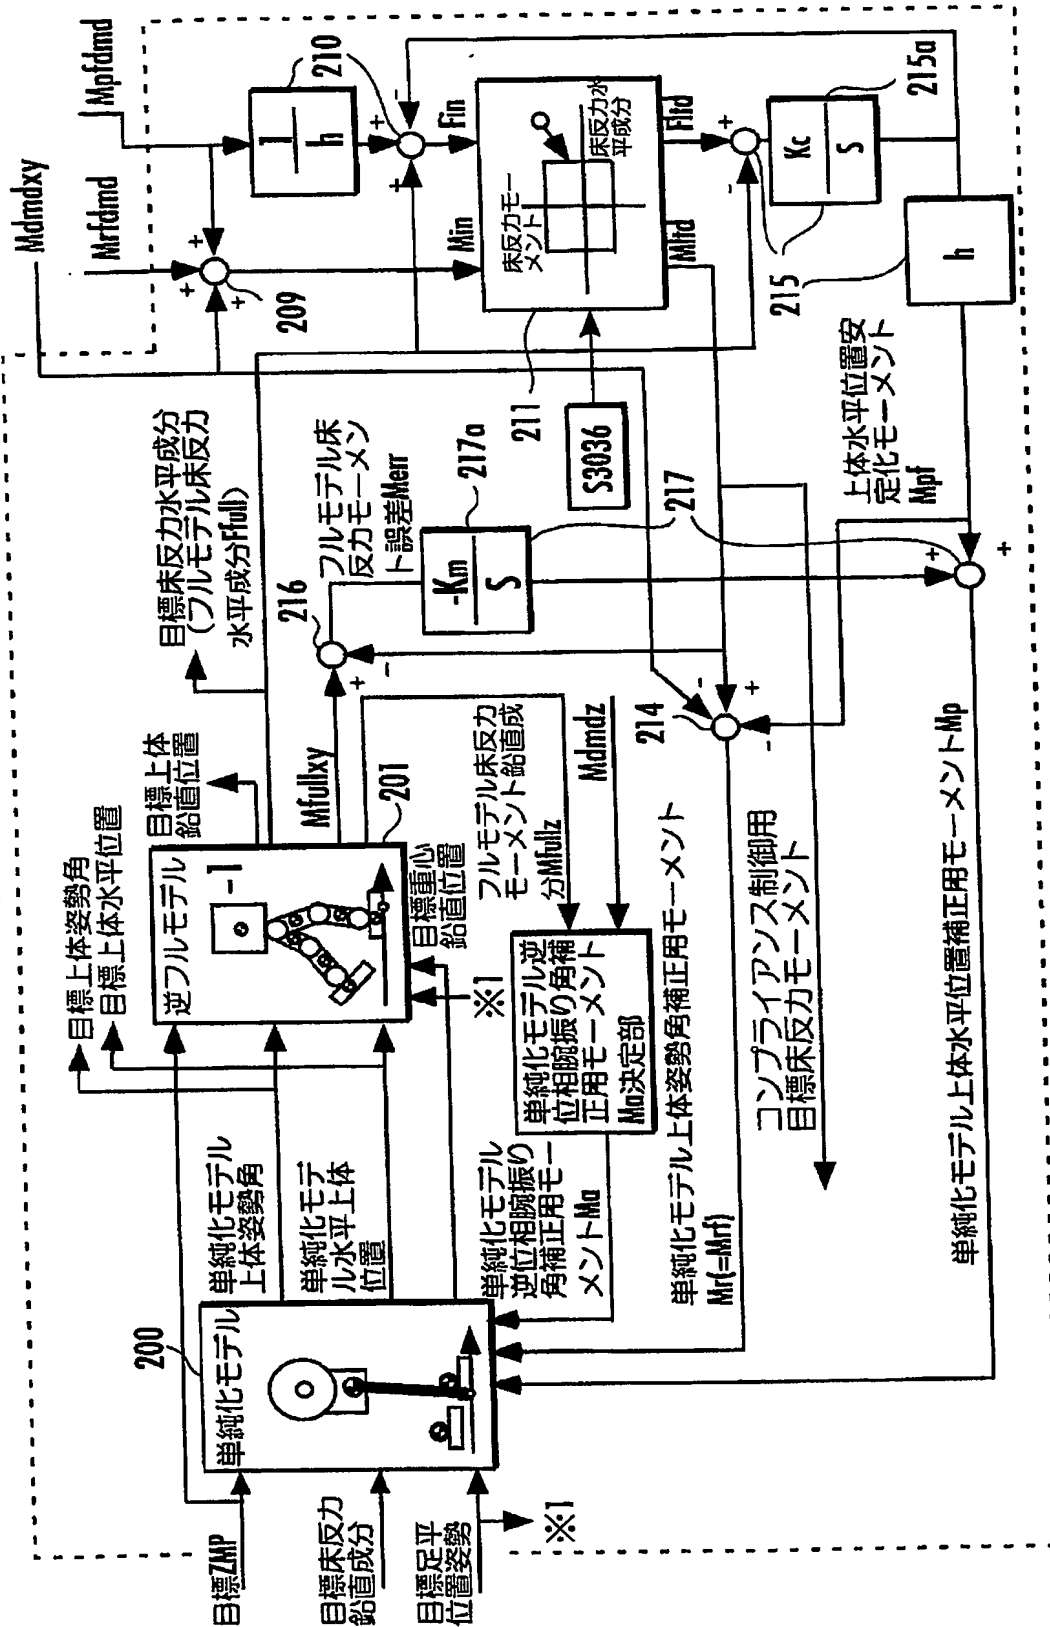 Mdmdxy
Mrfdmd
Mpfdmd
目標床反力水平成分
(フルモデル床反力
水平成分Ffull)
209
1
h
210
目標上体
鉛直位置
目標上体姿勢角
目標上体水平位置
フルモデル床
反力モーメン
ト誤差Merr
216
Min
Fin
逆フルモデル
-1
Mfullxy
201
217a
-Km
S
211
床反力モー
メント
床反力水
平成分
S3036
Mltd
Fltd
目標重心
鉛直位置
※1
フルモデル床反力
モーメント鉛直成
分Mfullz
Mdmdz
214
217
215
Kc
S
215a
単純化モデル
上体姿勢角
単純化モデ
ル水平上体
位置
単純化モデル逆
位相腕振り角補
正用モーメント
Ma決定部
上体水平位置安
定化モーメント
Mpf
h
200
単純化モデル
単純化モデル
逆位相腕振り
角補正用モー
メントMa
単純化モデル上体姿勢角補正用モーメント
Mr(=Mrf)
コンプライアンス制御用
目標床反力モーメント
単純化モデル上体水平位置補正用モーメントMp
目標ZMP
目標床反力
鉛直成分
目標足平
位置姿勢
※1
+
+
+
+
+
-
+
-
+
-
-
+
-
+
+